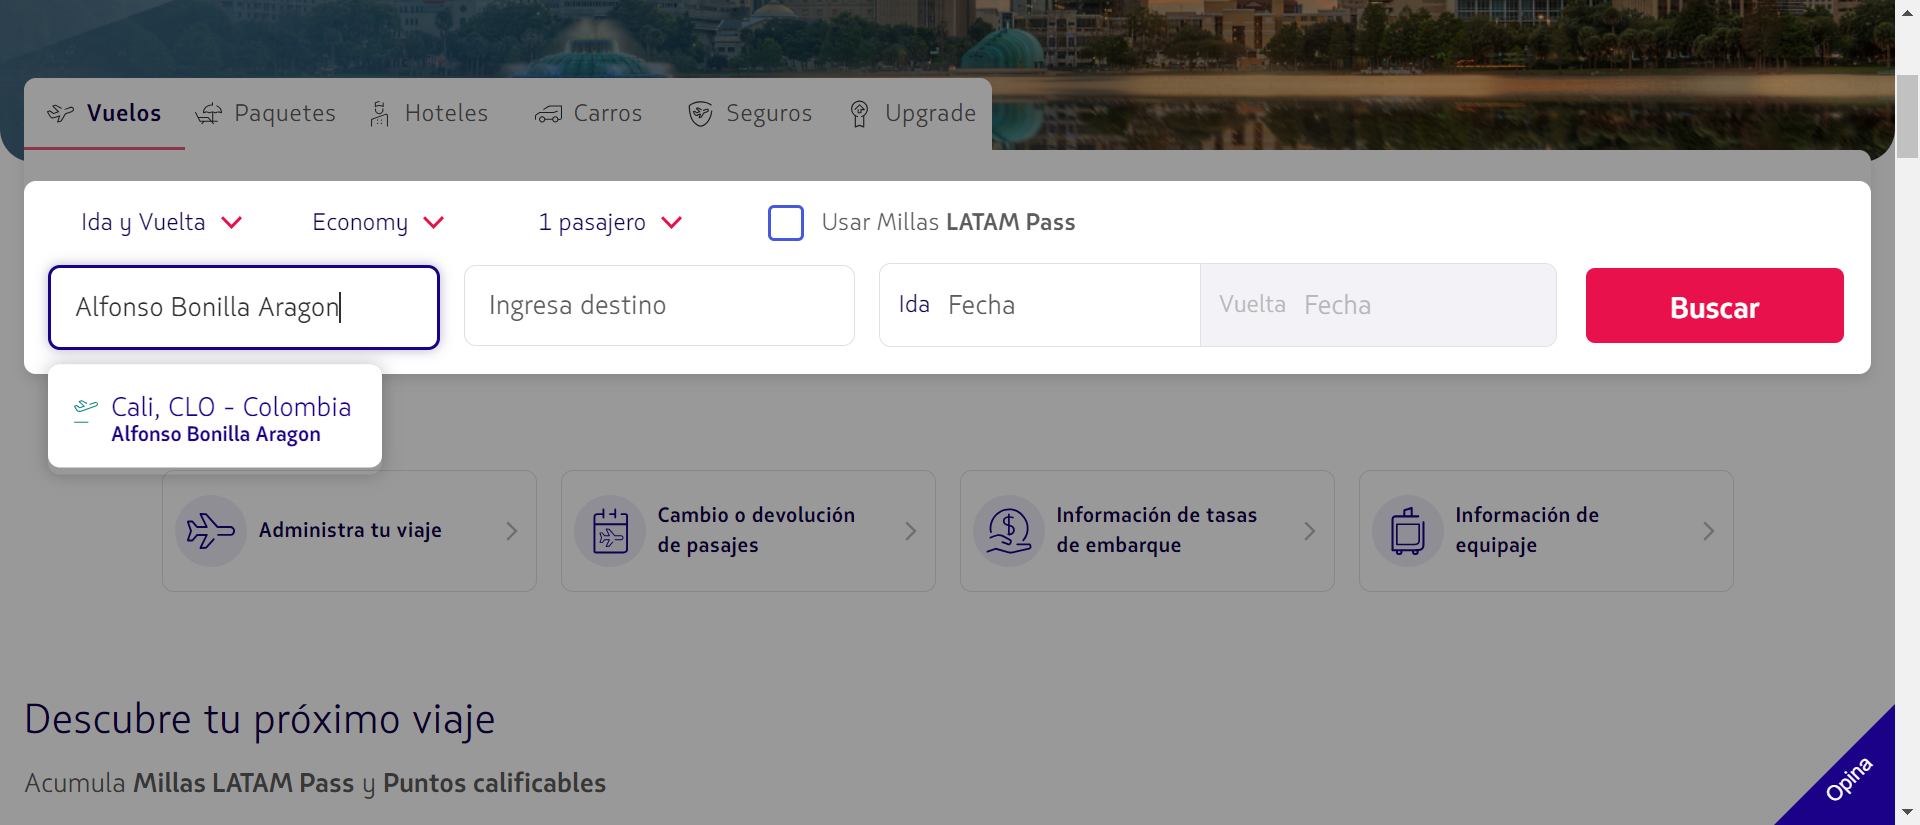 Vuelos Paquetes Hoteles Carros Seguros Upgrade
Ida y Vuelta Economy 1 pasajero Usar Millas LATAM Pass
Alfonso Bonilla Aragon Ingresa destino Ida Fecha Vuelta Fecha Buscar
Cali, CLO - Colombia
Alfonso Bonilla Aragon
Administra tu viaje
Cambio o devolución
de pasajes
Información de tasas
de embarque
Información de
equipaje
Descubre tu próximo viaje
Acumula Millas LATAM Pass y Puntos calificables
Opina